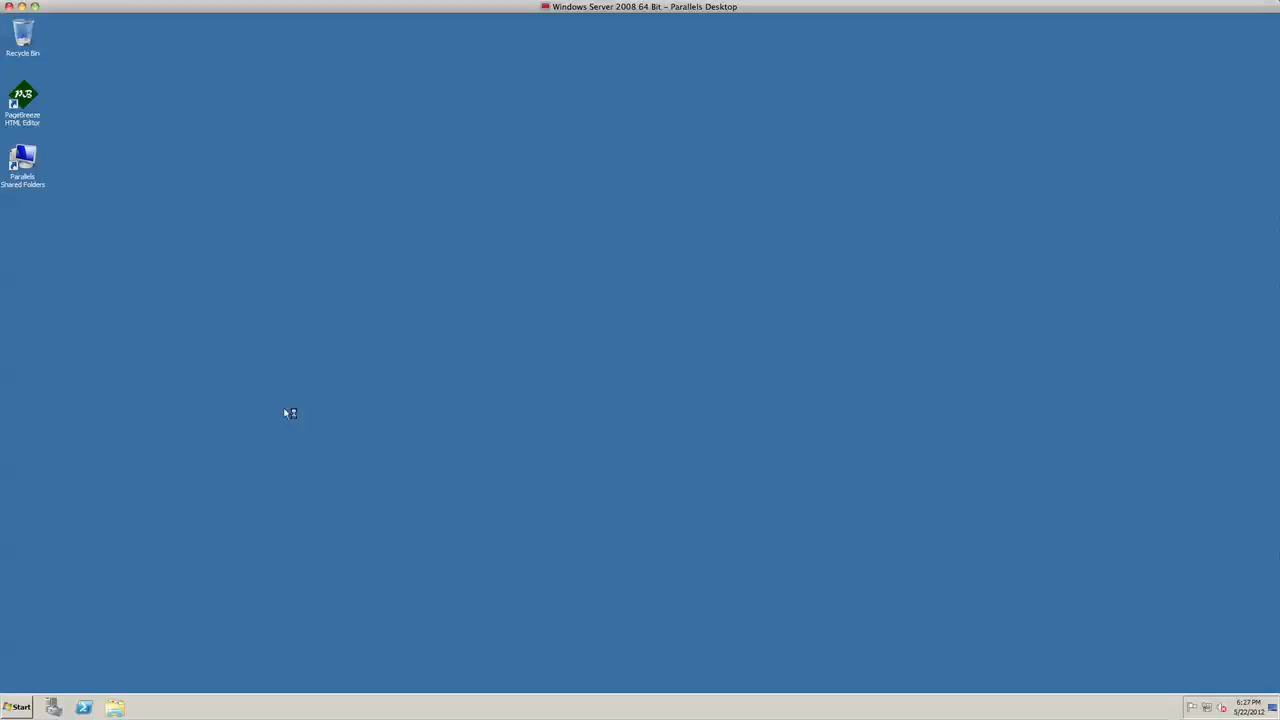 Windows Server 2008 64 Bit - Parallels Desktop
Recycle Bin
PB
PageBreeze
HTML Editor
Parallels
Shared Folders
Start
6:27 PM
5/22/2012